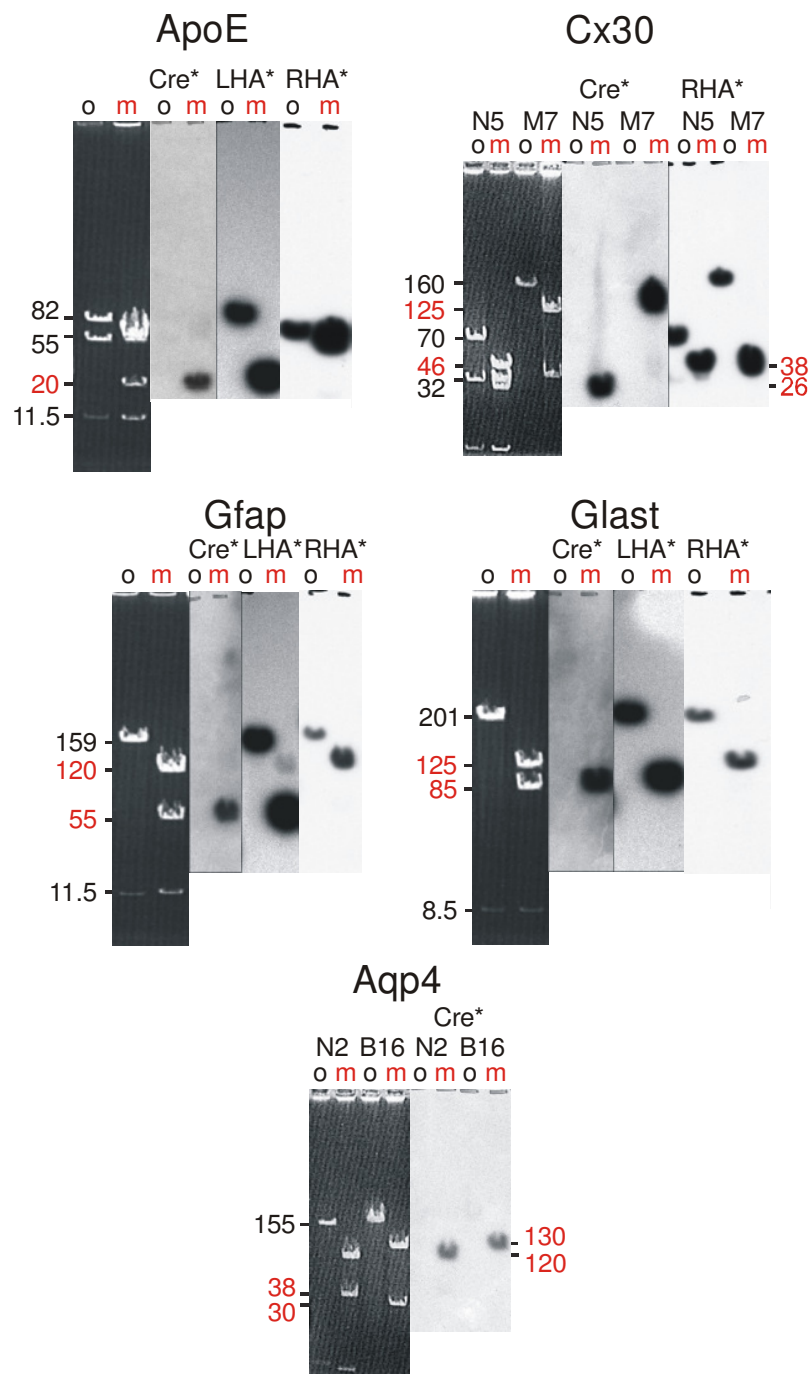 ApoE
Cre* LHA* RHA*
o m o m o m o m
82
55
20
11.5
Cx30
Cre* RHA*
N5 M7 N5 M7 N5 M7
o m o m o m o m o m o m
160
125
70
46
32
38
26
Gfap
Cre* LHA* RHA*
o m o m o m o m
159
120
55
11.5
Glast
Cre* LHA* RHA*
o m o m o m o m
201
125
85
8.5
Aqp4
Cre*
N2 B16 N2 B16
o m o m o m o m
155
38
30
130
120